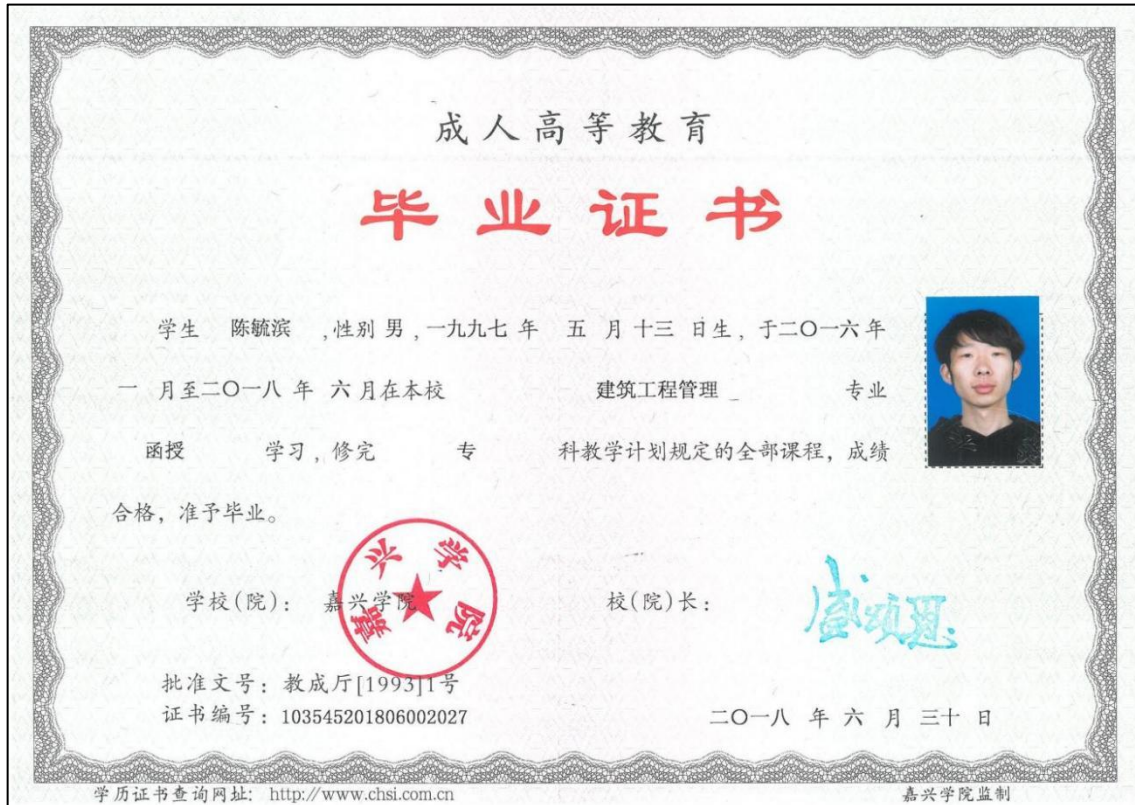 成人高等教育
毕业证书
学生 陈毓滨 ,性别 男 ,一九九七 年 五 月 十三 日生,于二〇一六年
一 月至二〇一八 年 六 月在本校 建筑工程管理 专业
函授 学习,修完 专 科教学计划规定的全部课程,成绩
合格,准予毕业。
学校(院): 嘉兴学院
嘉兴学院
校(院)长:
盛颂恩
批准文号: 教成厅[1993]1号
证书编号: 103545201806002027
二〇一八 年 六 月 三十 日
学历证书查询网址: http://www.chsi.com.cn
嘉兴学院监制